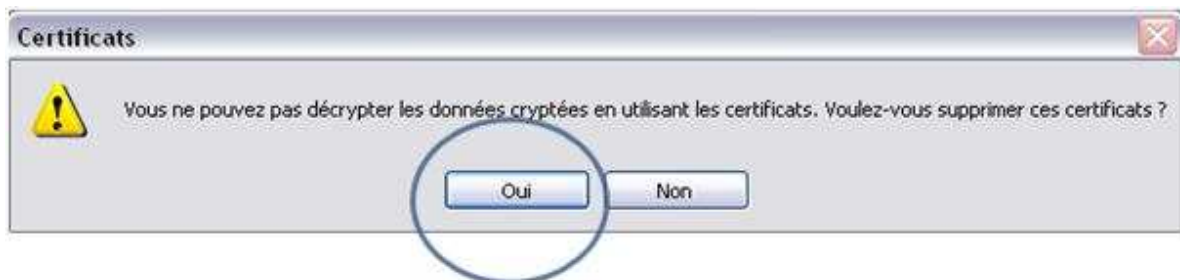 Certificats
Vous ne pouvez pas décrypter les données cryptées en utilisant les certificats. Voulez-vous supprimer ces certificats ?
Oui
Non